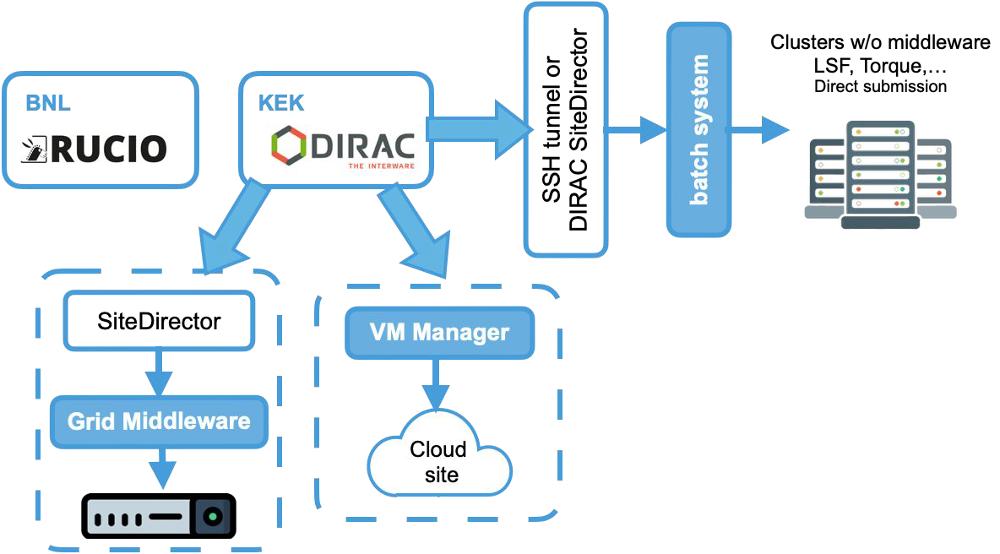 BNL
RUCIO
KEK
DIRAC
THE INTERWARE
SSH tunnel or
DIRAC SiteDirector
batch system
Clusters w/o middleware
LSF, Torque,…
Direct submission
SiteDirector
Grid Middleware
VM Manager
Cloud
site